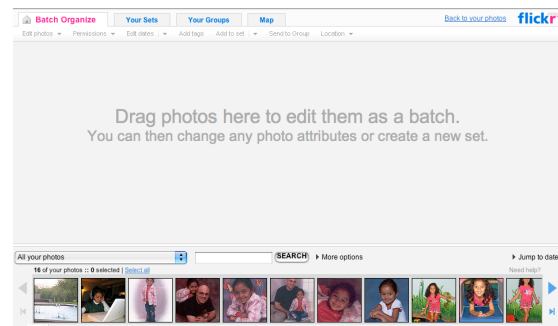 Batch Organize Your Sets Your Groups Map Back to your photos flickr
Edit photos Permissions Edit dates Add tags Add to set Send to Group Location
Drag photos here to edit them as a batch.
You can then change any photo attributes or create a new set.
All your photos SEARCH More options Jump to date
16 of your photos :: 0 selected | Select all Need help?